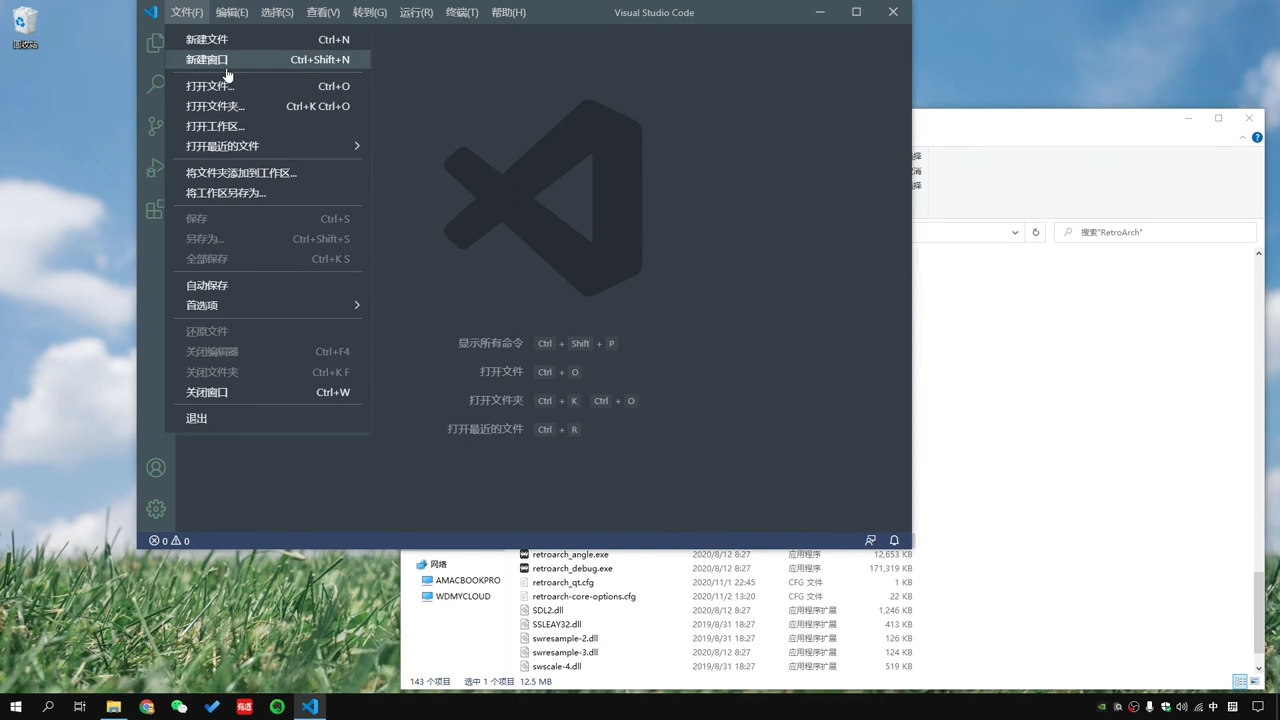 回收站
文件(F) 编辑(E) 选择(S) 查看(V) 转到(G) 运行(R) 终端(T) 帮助(H) Visual Studio Code
新建文件 Ctrl+N
新建窗口 Ctrl+Shift+N
打开文件... Ctrl+O
打开文件夹... Ctrl+K Ctrl+O
打开工作区...
打开最近的文件
将文件夹添加到工作区...
将工作区另存为...
保存 Ctrl+S
另存为... Ctrl+Shift+S
全部保存 Ctrl+K S
自动保存
首选项
还原文件
关闭编辑器 Ctrl+F4
关闭文件夹 Ctrl+K F
关闭窗口 Ctrl+W
退出
显示所有命令 Ctrl + Shift + P
打开文件 Ctrl + O
打开文件夹 Ctrl + K Ctrl + O
打开最近的文件 Ctrl + R
0 0
择
消
择
搜索"RetroArch"
网络
AMACBOOKPRO
WDMYCLOUD
retroarch_angle.exe 2020/8/12 8:27 应用程序 12,653 KB
retroarch_debug.exe 2020/8/12 8:27 应用程序 171,319 KB
retroarch_qt.cfg 2020/11/1 22:45 CFG 文件 1 KB
retroarch-core-options.cfg 2020/11/2 13:20 CFG 文件 22 KB
SDL2.dll 2020/8/12 8:27 应用程序扩展 1,246 KB
SSLEAY32.dll 2019/8/31 18:27 应用程序扩展 413 KB
swresample-2.dll 2019/8/31 18:27 应用程序扩展 126 KB
swresample-3.dll 2020/8/12 8:27 应用程序扩展 124 KB
swscale-4.dll 2019/8/31 18:27 应用程序扩展 519 KB
143 个项目 选中 1 个项目 12.5 MB
有道
中 拼